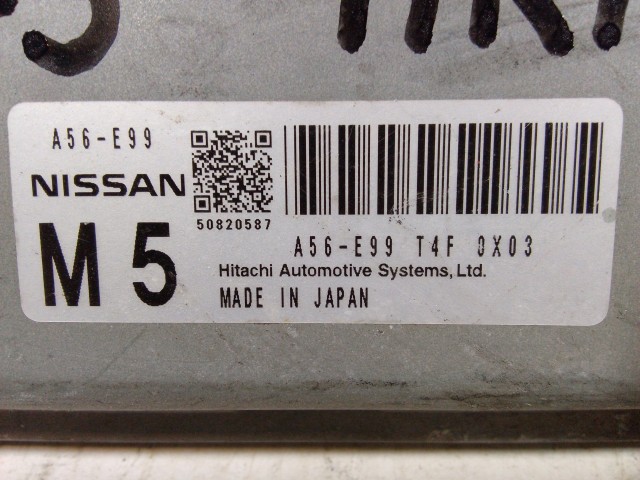 A56-E99
NISSAN
M5
50820587
A56-E99 T4F 0X03
Hitachi Automotive Systems, Ltd.
MADE IN JAPAN